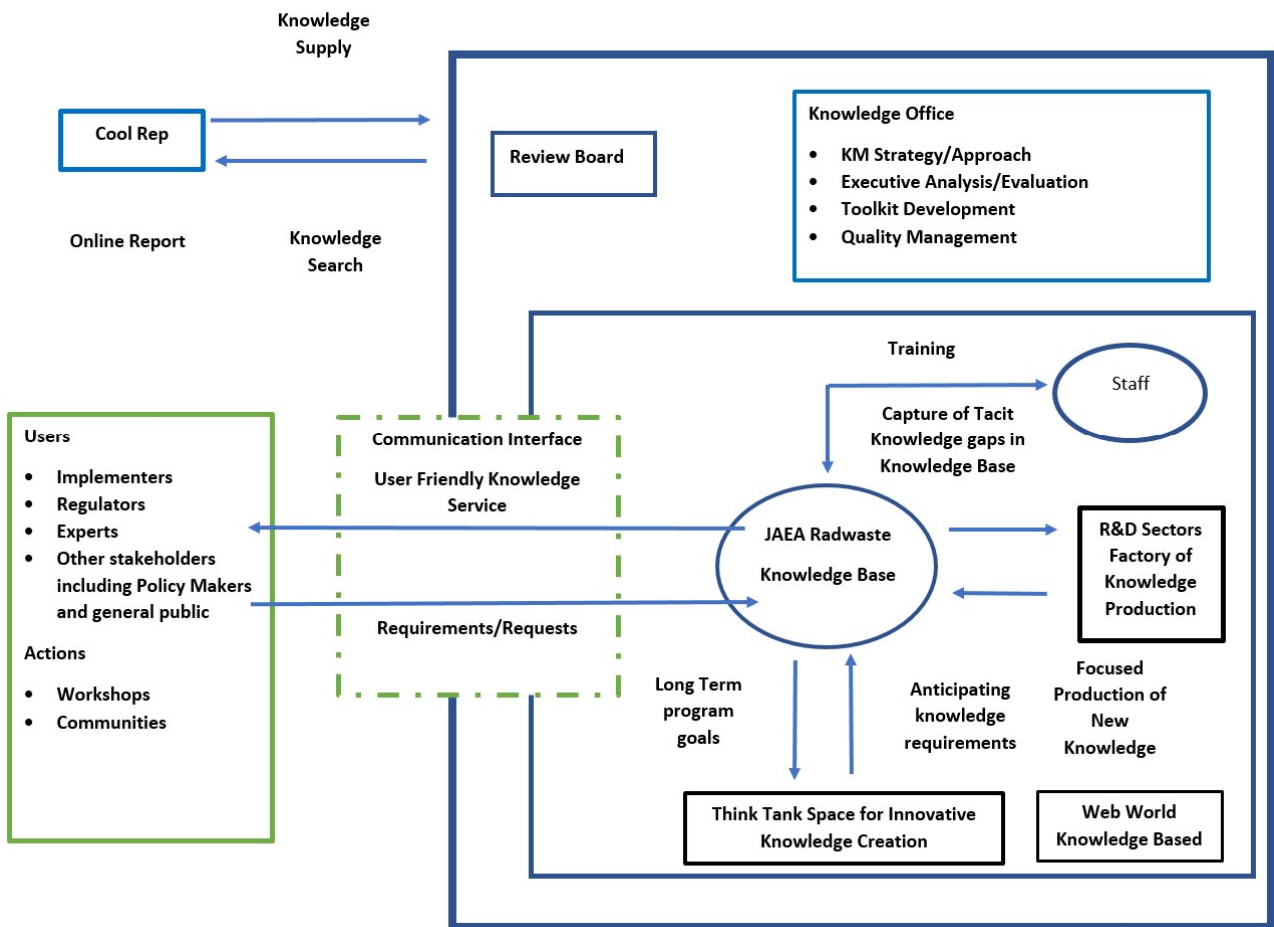 Knowledge
Supply
Cool Rep
Online Report
Knowledge
Search
Review Board
Knowledge Office
• KM Strategy/Approach
• Executive Analysis/Evaluation
• Toolkit Development
• Quality Management
Training
Staff
Capture of Tacit
Knowledge gaps in
Knowledge Base
Users
• Implementers
• Regulators
• Experts
• Other stakeholders
including Policy Makers
and general public
Actions
• Workshops
• Communities
Communication Interface
User Friendly Knowledge
Service
Requirements/Requests
JAEA Radwaste
Knowledge Base
R&D Sectors
Factory of
Knowledge
Production
Long Term
program
goals
Anticipating
knowledge
requirements
Focused
Production of
New
Knowledge
Think Tank Space for Innovative
Knowledge Creation
Web World
Knowledge Based